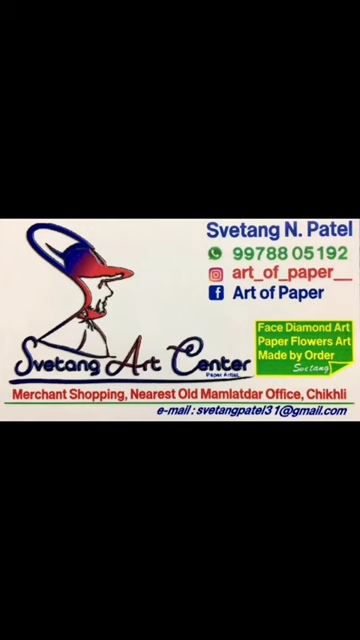 Svetang N. Patel
99788 05192
art_of_paper__
Art of Paper
Face Diamond Art
Paper Flowers Art
Made by Order
Svetang
Svetang Art Center
PAPER Artist
Merchant Shopping, Nearest Old Mamlatdar Office, Chikhli
e-mail : svetangpatel31@gmail.com